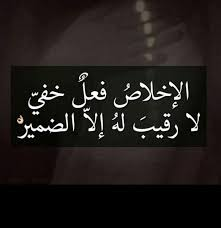 الإخلاصُ فعلٌ خفيّ
لا رقيبَ لهُ إلاّ الضمير👌🏻